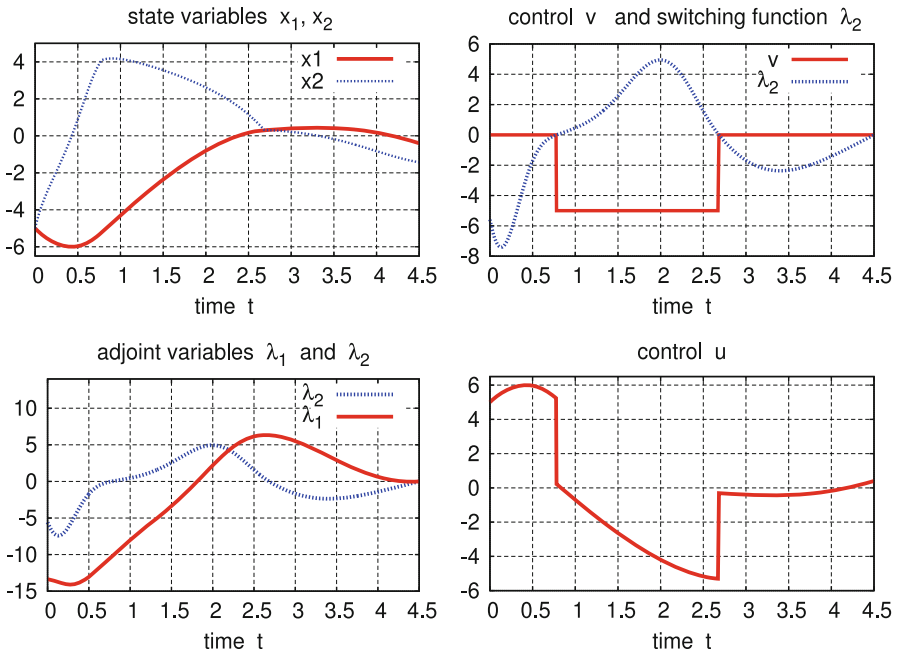 state variables x₁, x₂
x1
x2
4
2
0
-2
-4
-6
0 0.5 1 1.5 2 2.5 3 3.5 4 4.5
time t
control v and switching function λ₂
v
λ₂
6
4
2
0
-2
-4
-6
-8
0 0.5 1 1.5 2 2.5 3 3.5 4 4.5
time t
adjoint variables λ₁ and λ₂
λ₂
λ₁
10
5
0
-5
-10
-15
0 0.5 1 1.5 2 2.5 3 3.5 4 4.5
time t
control u
6
4
2
0
-2
-4
-6
0 0.5 1 1.5 2 2.5 3 3.5 4 4.5
time t